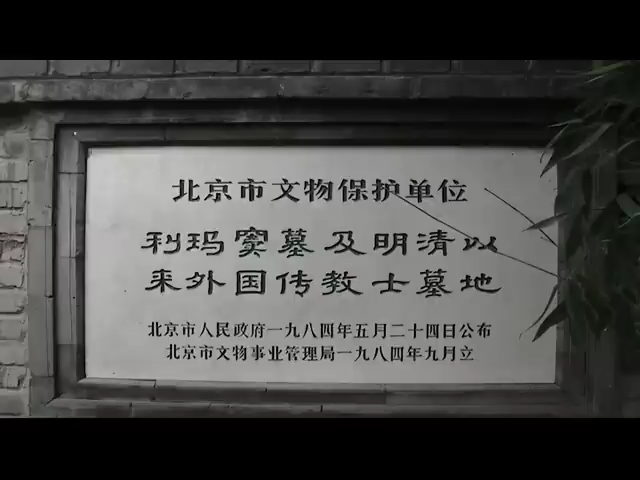 北京市文物保护单位
利玛窦墓及明清以
来外国传教士墓地
北京市人民政府一九八四年五月二十四日公布
北京市文物事业管理局一九八四年九月立